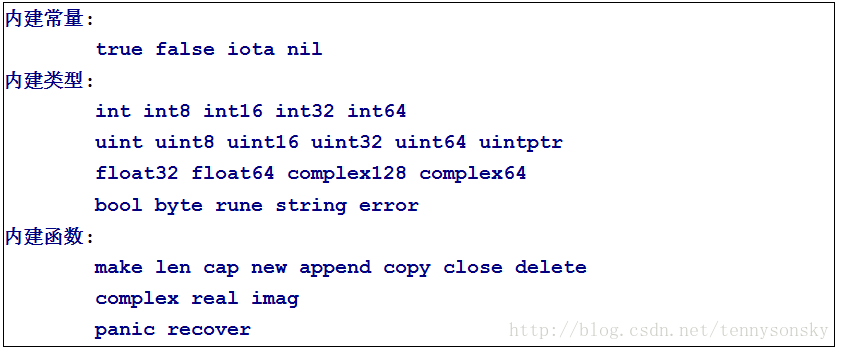 内建常量:
true false iota nil
内建类型:
int int8 int16 int32 int64
uint uint8 uint16 uint32 uint64 uintptr
float32 float64 complex128 complex64
bool byte rune string error
内建函数:
make len cap new append copy close delete
complex real imag
panic recover
http://blog.csdn.net/tennysonsky